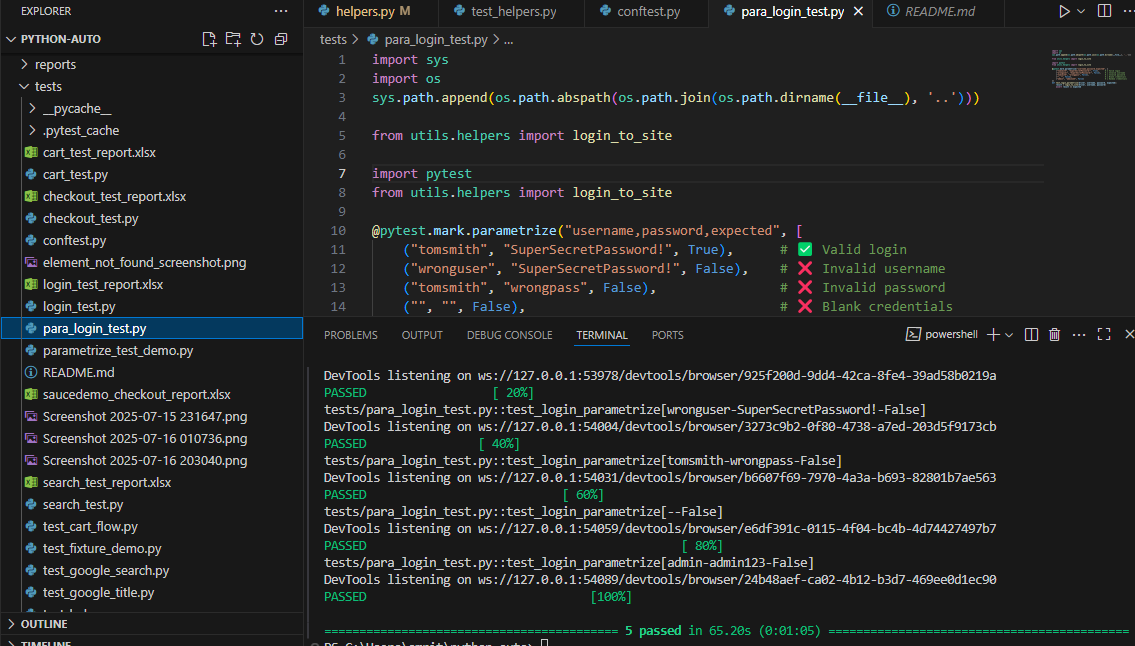 EXPLORER ...
PYTHON-AUTO
reports
tests
__pycache__
.pytest_cache
cart_test_report.xlsx
cart_test.py
checkout_test_report.xlsx
checkout_test.py
conftest.py
element_not_found_screenshot.png
login_test_report.xlsx
login_test.py
para_login_test.py
parametrize_test_demo.py
README.md
saucedemo_checkout_report.xlsx
Screenshot 2025-07-15 231647.png
Screenshot 2025-07-16 010736.png
Screenshot 2025-07-16 203040.png
search_test_report.xlsx
search_test.py
test_cart_flow.py
test_fixture_demo.py
test_google_search.py
test_google_title.py
OUTLINE
TIMELINE
helpers.py M test_helpers.py conftest.py para_login_test.py README.md
tests > para_login_test.py > ...
1 import sys
2 import os
3 sys.path.append(os.path.abspath(os.path.join(os.path.dirname(__file__), '..')))
4
5 from utils.helpers import login_to_site
6
7 import pytest
8 from utils.helpers import login_to_site
9
10 @pytest.mark.parametrize("username,password,expected", [
11 ("tomsmith", "SuperSecretPassword!", True), # ✅ Valid login
12 ("wronguser", "SuperSecretPassword!", False), # ❌ Invalid username
13 ("tomsmith", "wrongpass", False), # ❌ Invalid password
14 ("", "", False), # ❌ Blank credentials
PROBLEMS OUTPUT DEBUG CONSOLE TERMINAL PORTS powershell
DevTools listening on ws://127.0.0.1:53978/devtools/browser/925f200d-9dd4-42ca-8fe4-39ad58b0219a
PASSED [ 20%]
tests/para_login_test.py::test_login_parametrize[wronguser-SuperSecretPassword!-False]
DevTools listening on ws://127.0.0.1:54004/devtools/browser/3273c9b2-0f80-4738-a7ed-203d5f9173cb
PASSED [ 40%]
tests/para_login_test.py::test_login_parametrize[tomsmith-wrongpass-False]
DevTools listening on ws://127.0.0.1:54031/devtools/browser/b6607f69-7970-4a3a-b693-82801b7ae563
PASSED [ 60%]
tests/para_login_test.py::test_login_parametrize[--False]
DevTools listening on ws://127.0.0.1:54059/devtools/browser/e6df391c-0115-4f04-bc4b-4d74427497b7
PASSED [ 80%]
tests/para_login_test.py::test_login_parametrize[admin-admin123-False]
DevTools listening on ws://127.0.0.1:54089/devtools/browser/24b48aef-ca02-4b12-b3d7-469ee0d1ec90
PASSED [100%]
======================================== 5 passed in 65.20s (0:01:05) ========================================